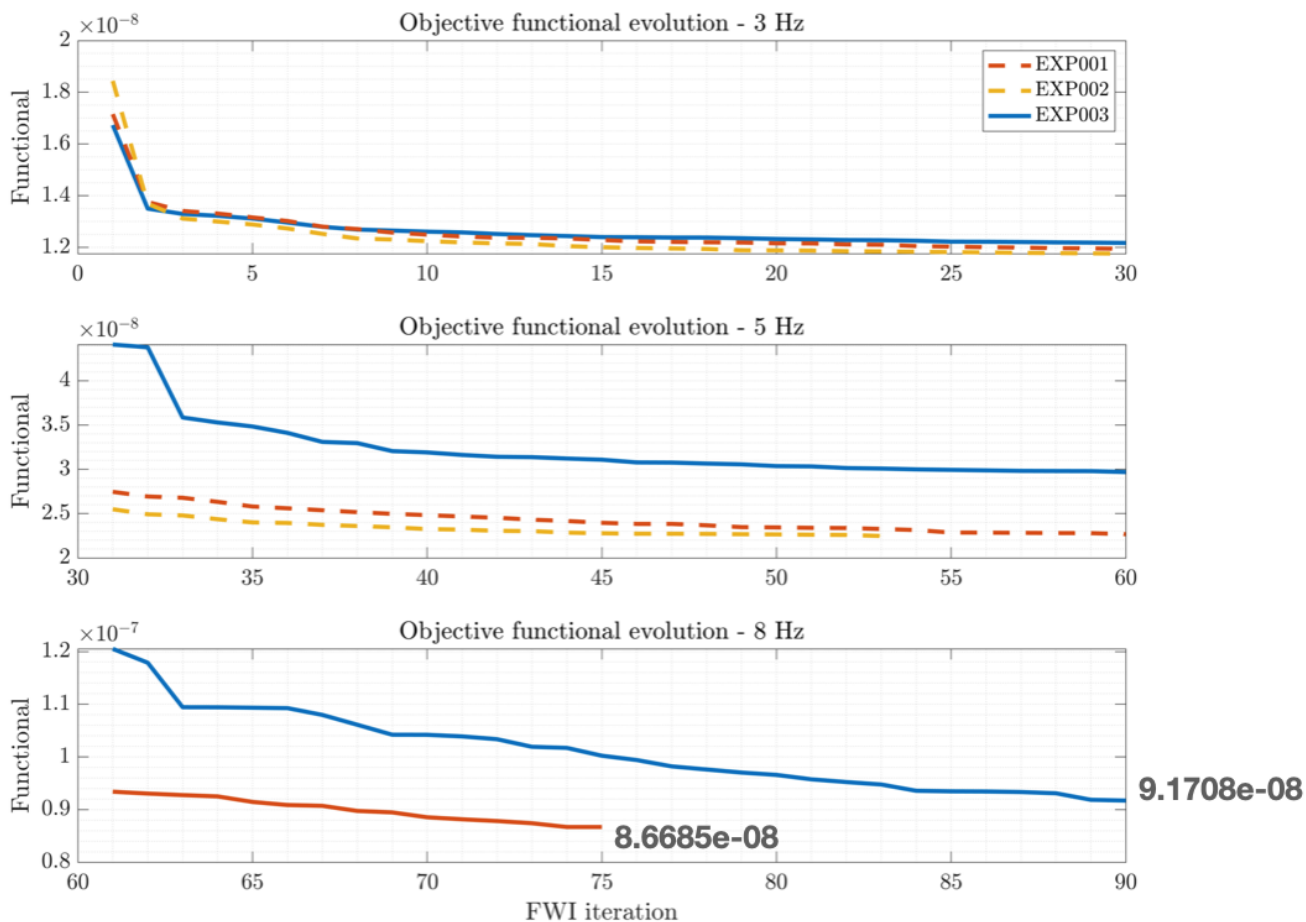 ×10⁻⁸
Objective functional evolution - 3 Hz
2
1.8
1.6
1.4
1.2
Functional
EXP001
EXP002
EXP003
0 5 10 15 20 25 30
×10⁻⁸
Objective functional evolution - 5 Hz
4
3.5
3
2.5
2
Functional
30 35 40 45 50 55 60
×10⁻⁷
Objective functional evolution - 8 Hz
1.2
1.1
1
0.9
0.8
Functional
9.1708e-08
8.6685e-08
60 65 70 75 80 85 90
FWI iteration